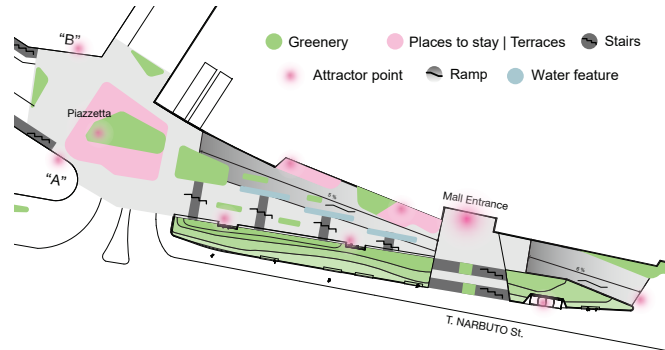 "B"
Greenery
Places to stay | Terraces
Stairs
Attractor point
Ramp
Water feature
Piazzetta
"A"
Mall Entrance
T. NARBUTO St.